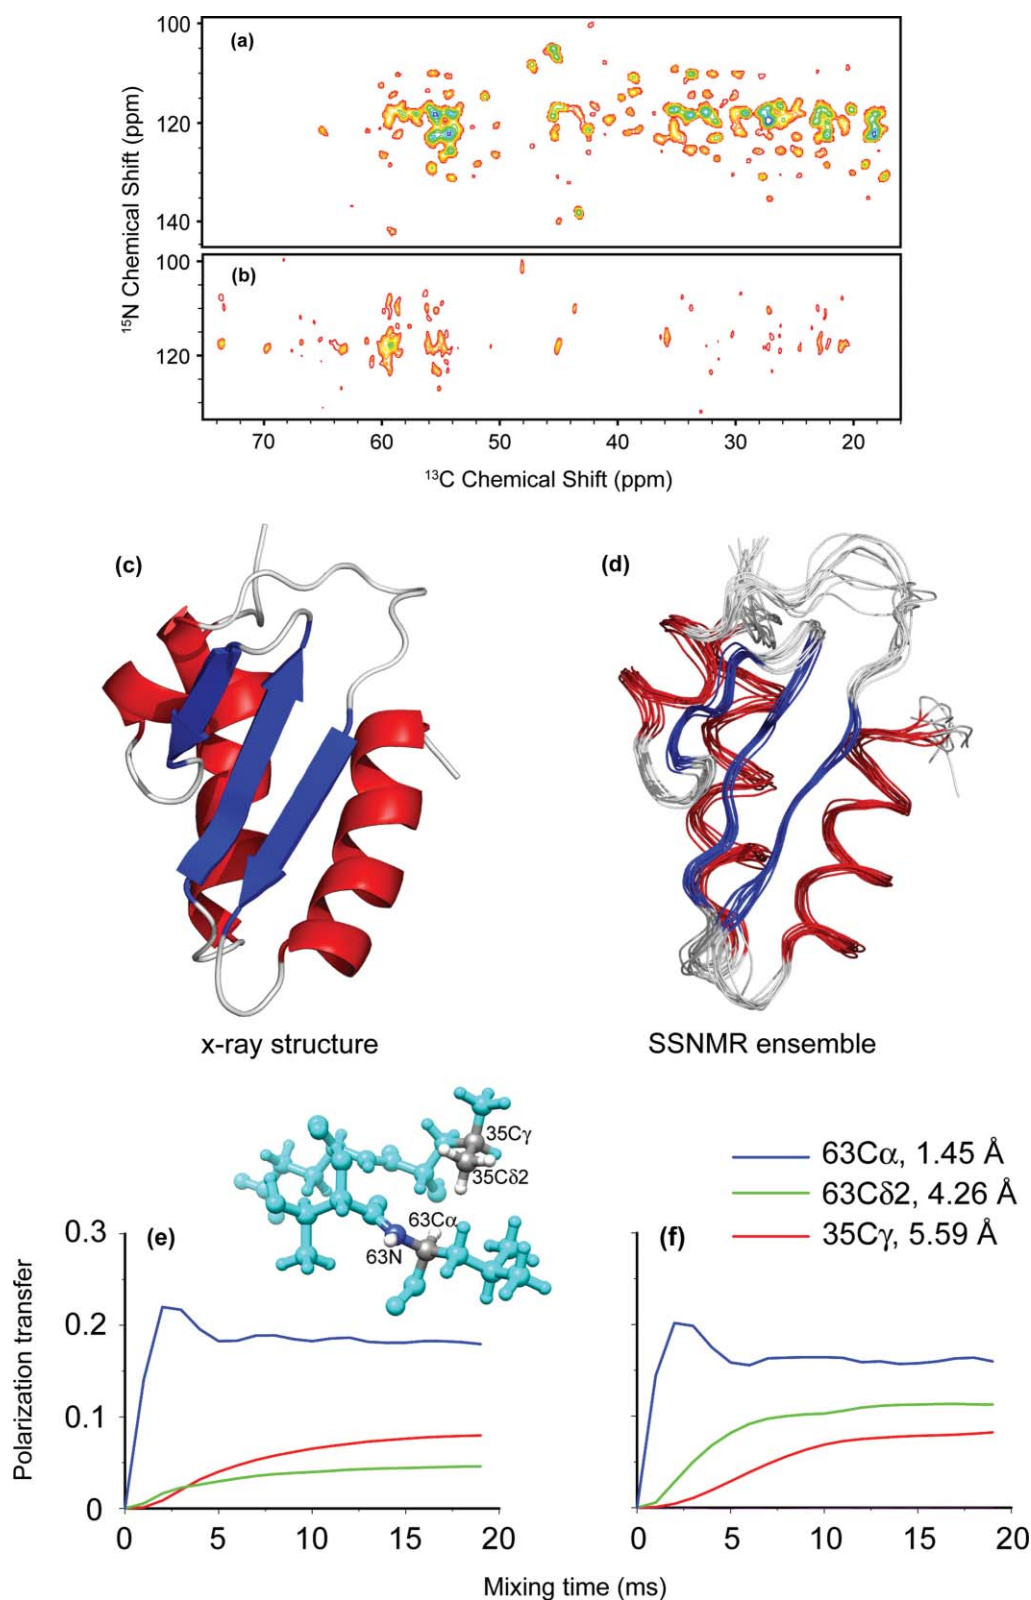 (a)
100
120
140
¹⁵N Chemical Shift (ppm)
(b)
100
120
70 60 50 40 30 20
¹³C Chemical Shift (ppm)
(c)
(d)
x-ray structure
SSNMR ensemble
35Cγ
35Cδ2
63Cα
63N
63Cα, 1.45 Å
63Cδ2, 4.26 Å
35Cγ, 5.59 Å
(e)
(f)
0.3
0.2
0.1
0
Polarization transfer
0 5 10 15 20
0 5 10 15 20
Mixing time (ms)